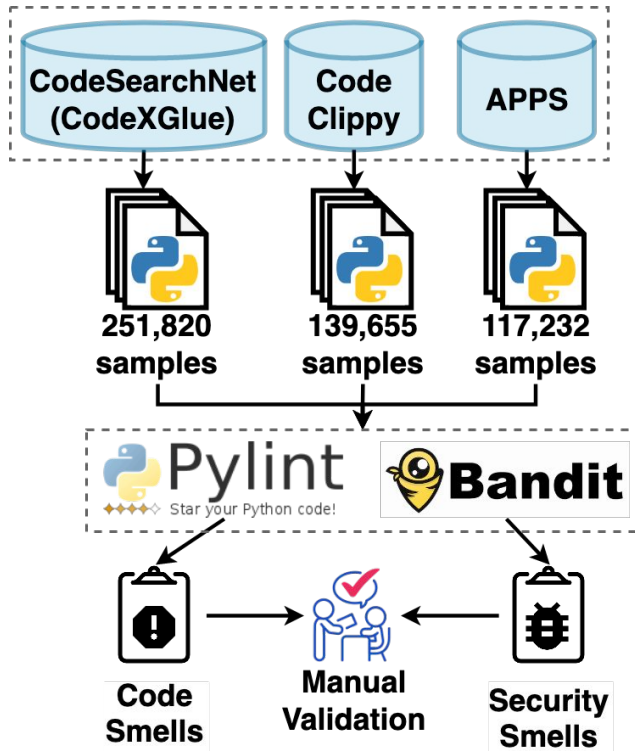 CodeSearchNet
(CodeXGlue)
Code
Clippy
APPS
251,820
samples
139,655
samples
117,232
samples
Pylint
Star your Python code!
Bandit
Code
Smells
Manual
Validation
Security
Smells